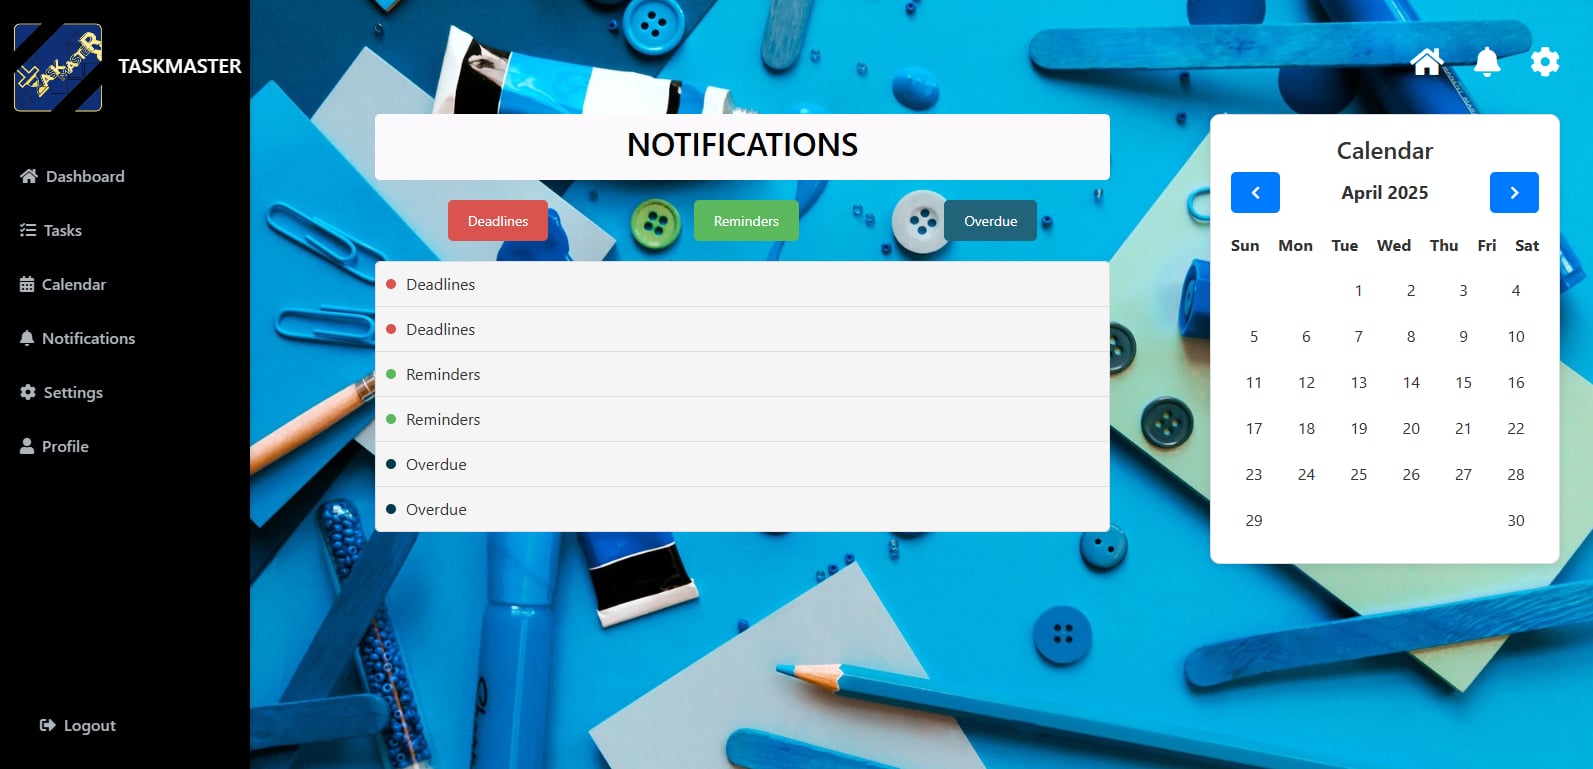 TASKMASTER
Dashboard
Tasks
Calendar
Notifications
Settings
Profile
Logout
NOTIFICATIONS
Deadlines Reminders Overdue
Deadlines
Deadlines
Reminders
Reminders
Overdue
Overdue
Calendar
April 2025
Sun Mon Tue Wed Thu Fri Sat
1 2 3 4
5 6 7 8 9 10
11 12 13 14 15 16
17 18 19 20 21 22
23 24 25 26 27 28
29 30